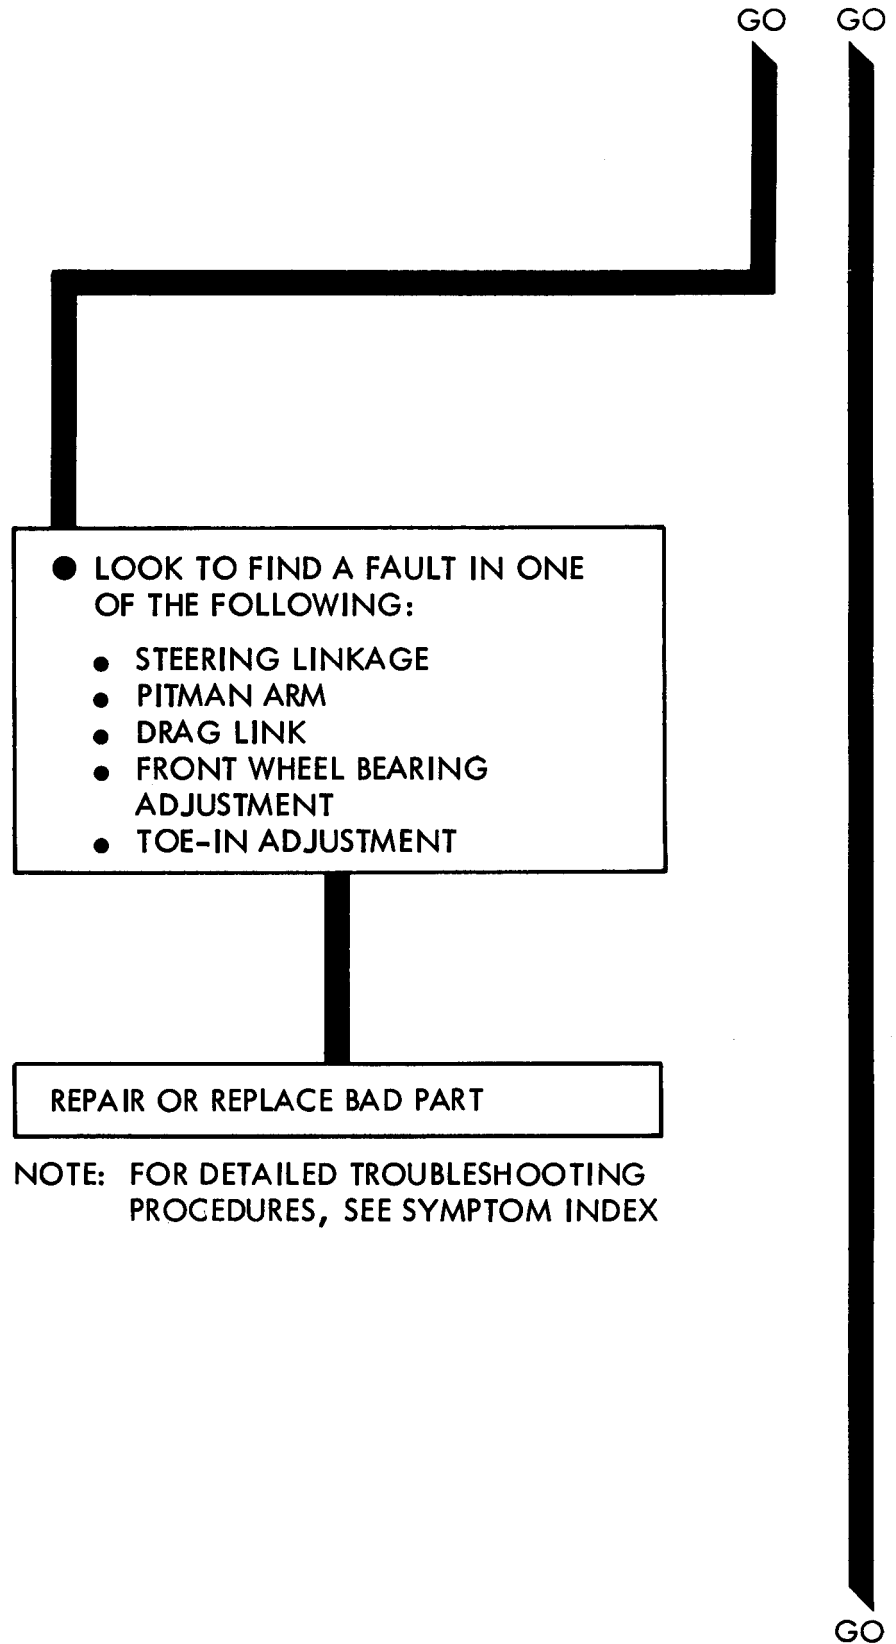 GO GO
● LOOK TO FIND A FAULT IN ONE
OF THE FOLLOWING:
● STEERING LINKAGE
● PITMAN ARM
● DRAG LINK
● FRONT WHEEL BEARING
ADJUSTMENT
● TOE-IN ADJUSTMENT
REPAIR OR REPLACE BAD PART
NOTE: FOR DETAILED TROUBLESHOOTING
PROCEDURES, SEE SYMPTOM INDEX
GO